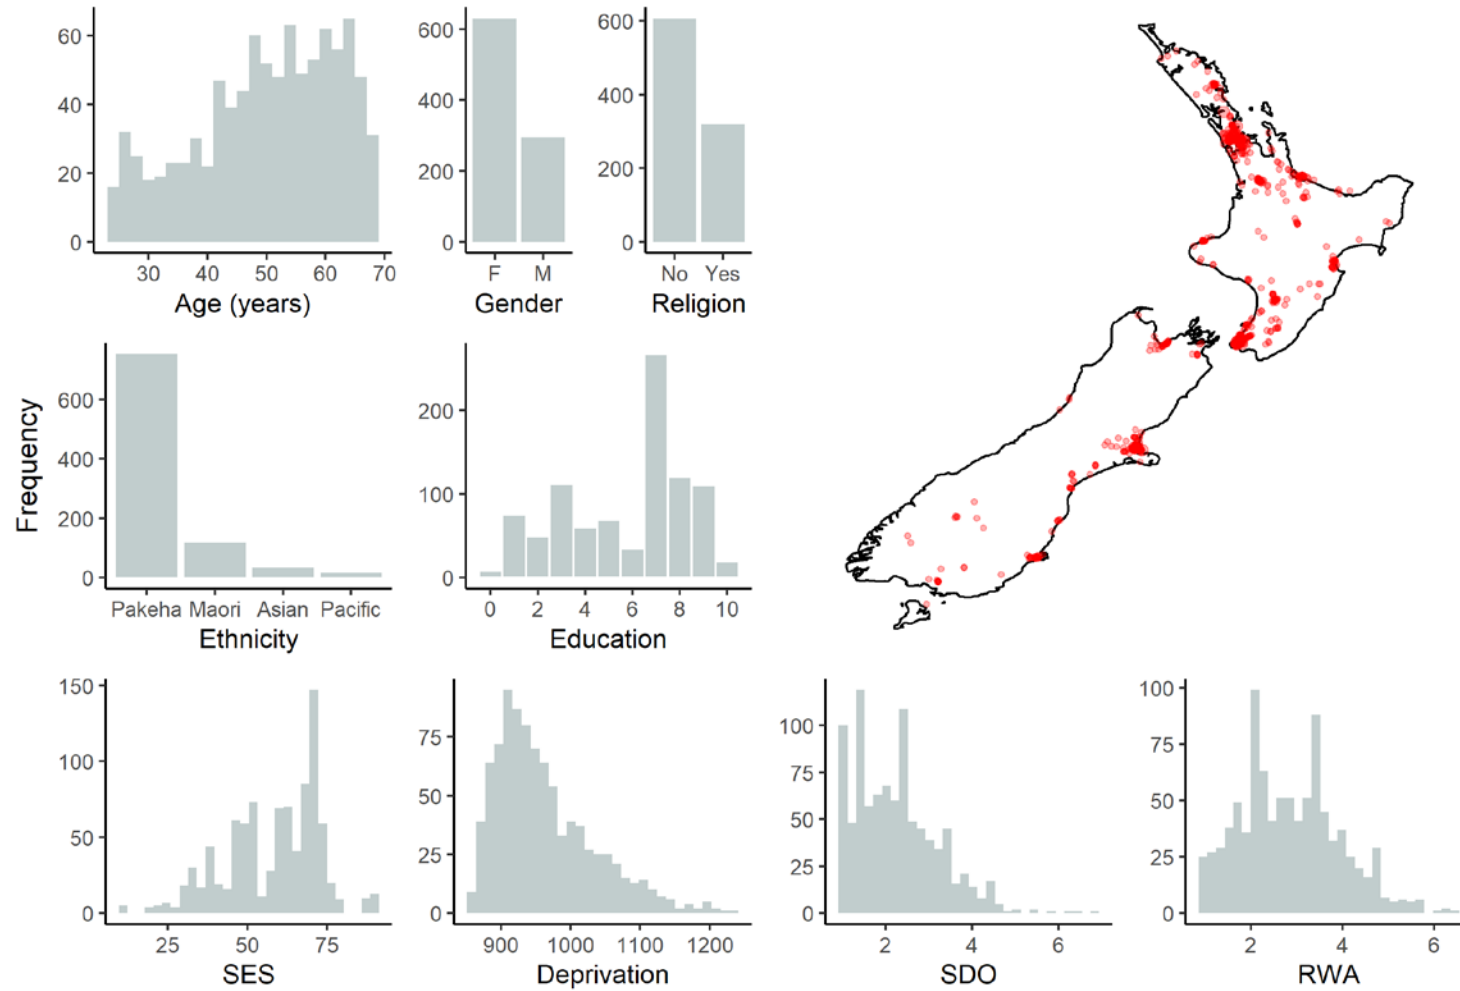 60
40
20
0
30 40 50 60 70
Age (years)
600
400
200
0
F M
Gender
600
400
200
0
No Yes
Religion
Frequency
600
400
200
0
Pakeha Maori Asian Pacific
Ethnicity
200
100
0
0 2 4 6 8 10
Education
150
100
50
0
25 50 75
SES
75
50
25
0
900 1000 1100 1200
Deprivation
100
75
50
25
0
2 4 6
SDO
100
75
50
25
0
2 4 6
RWA